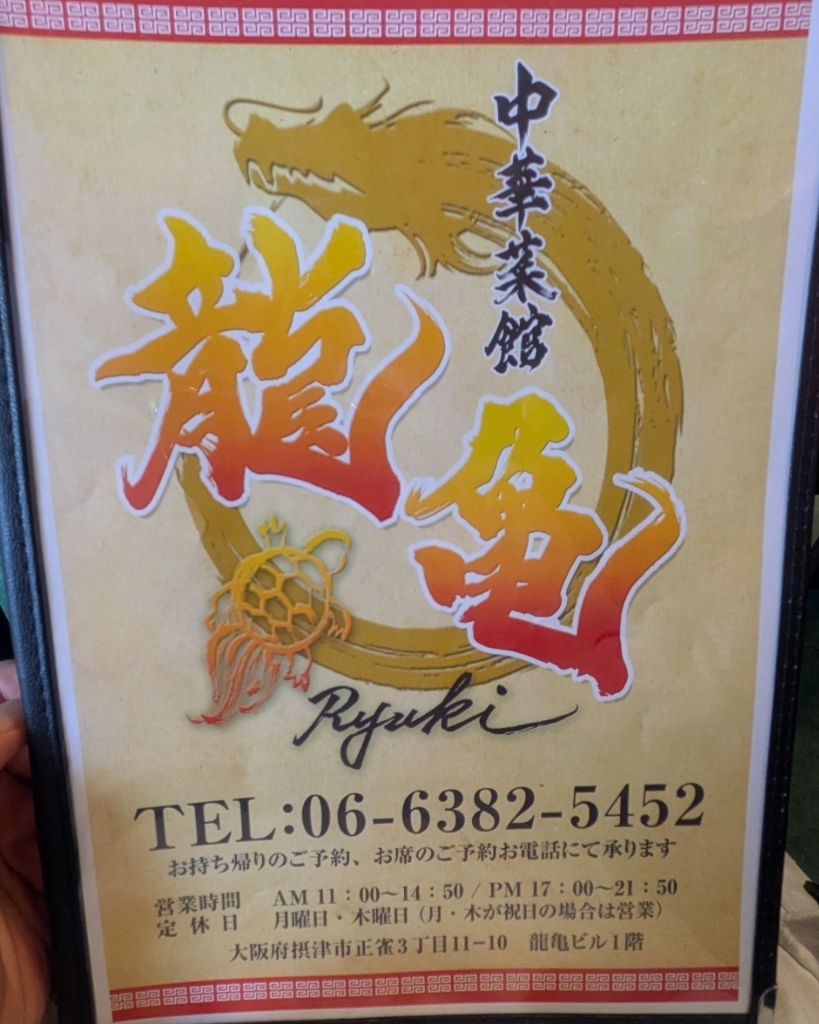 中華菜館
龍亀
Ryuki
TEL:06-6382-5452
お持ち帰りのご予約、お席のご予約お電話にて承ります
営業時間 AM 11：00〜14：50 / PM 17：00〜21：50
定休日 月曜日・木曜日（月・木が祝日の場合は営業）
大阪府摂津市正雀3丁目11-10 龍亀ビル1階